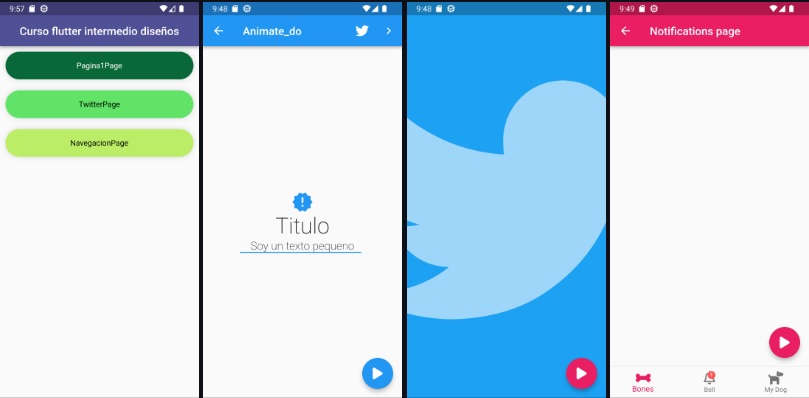 9:57
Curso flutter intermedio diseños
Pagina1Page
TwitterPage
NavegacionPage
9:48
Animate_do
Titulo
Soy un texto pequeno
9:48
9:49
Notifications page
Bones
Bell
My Dog